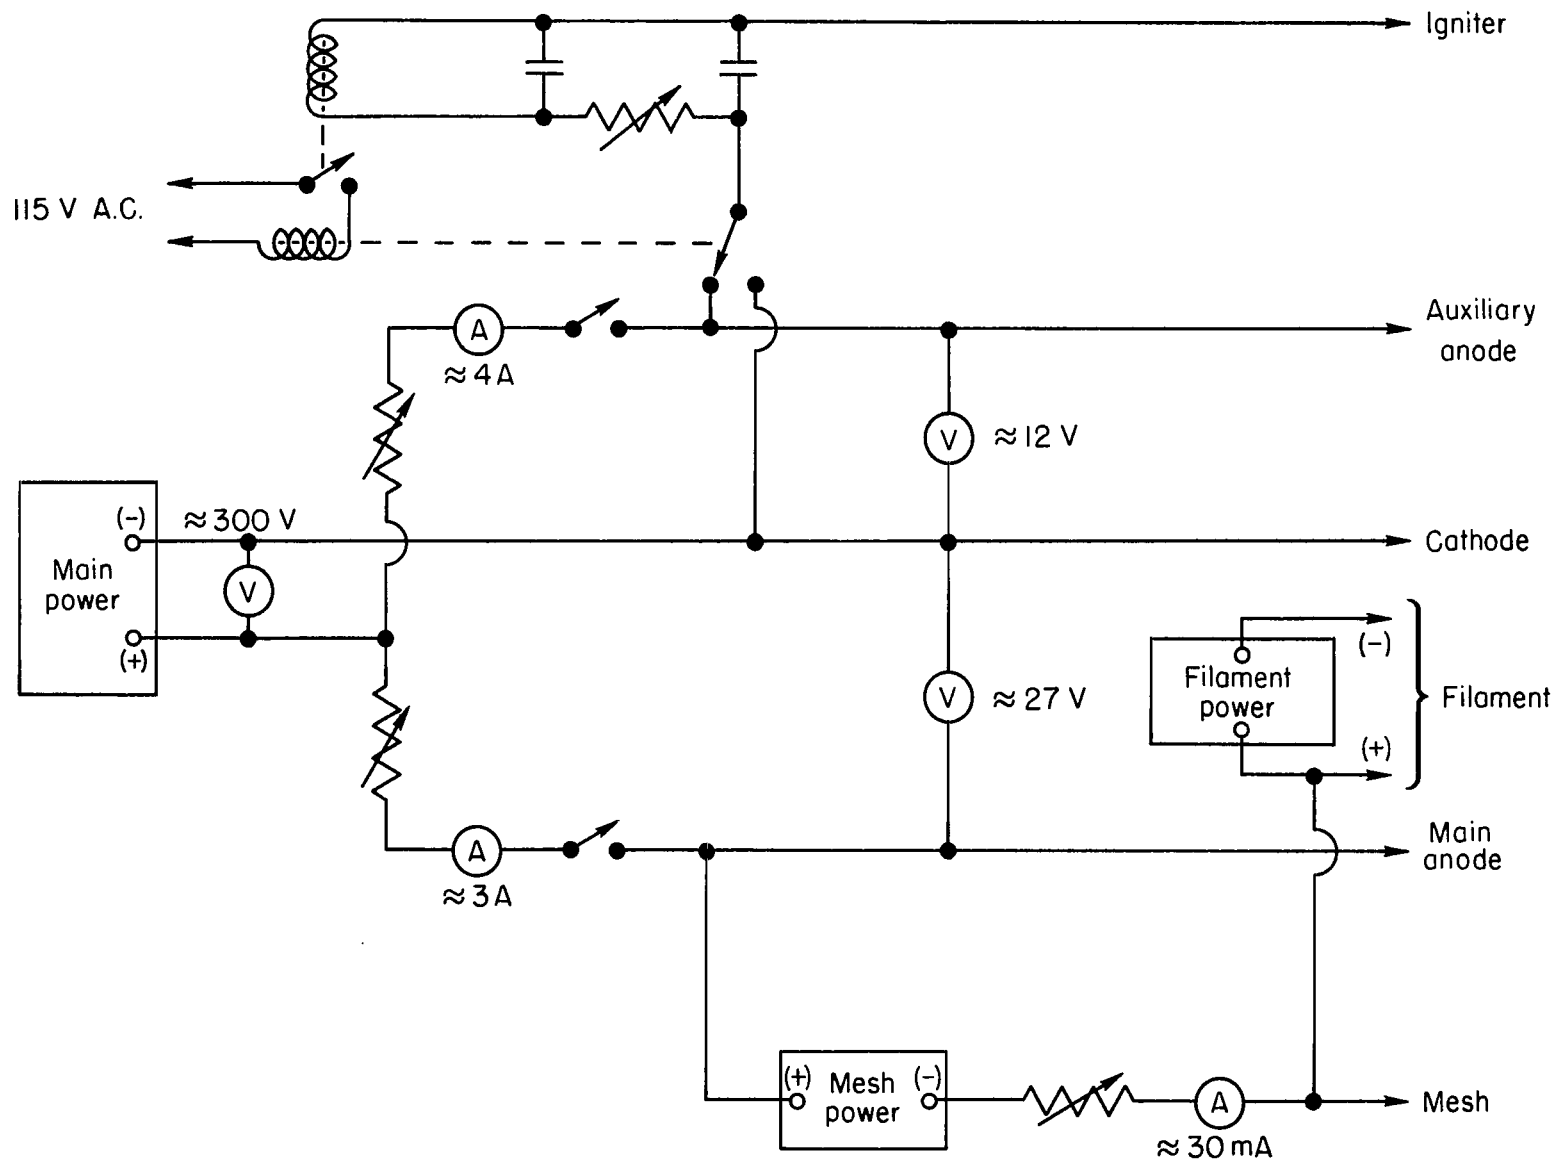 Igniter
115 V A.C.
Auxiliary
anode
A
≈ 4 A
V
≈ 12 V
(-)
≈ 300 V
Cathode
Main
power
V
(+)
(-)
Filament
power
Filament
V
≈ 27 V
(+)
Main
anode
A
≈ 3 A
(+)
Mesh
power
(-)
A
Mesh
≈ 30 mA